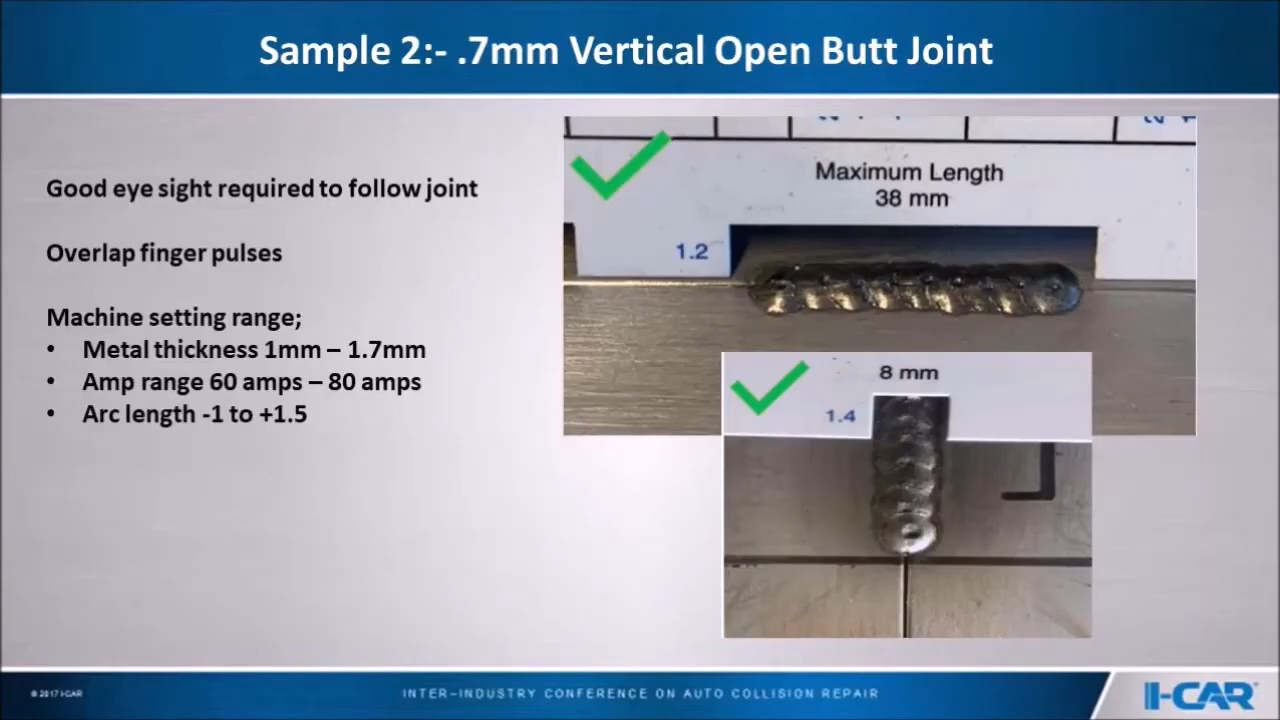 Sample 2:- .7mm Vertical Open Butt Joint
Good eye sight required to follow joint
Overlap finger pulses
Machine setting range;
• Metal thickness 1mm – 1.7mm
• Amp range 60 amps – 80 amps
• Arc length -1 to +1.5
Maximum Length
38 mm
1.2
8 mm
1.4
© 2017 I-CAR
INTER-INDUSTRY CONFERENCE ON AUTO COLLISION REPAIR
I-CAR